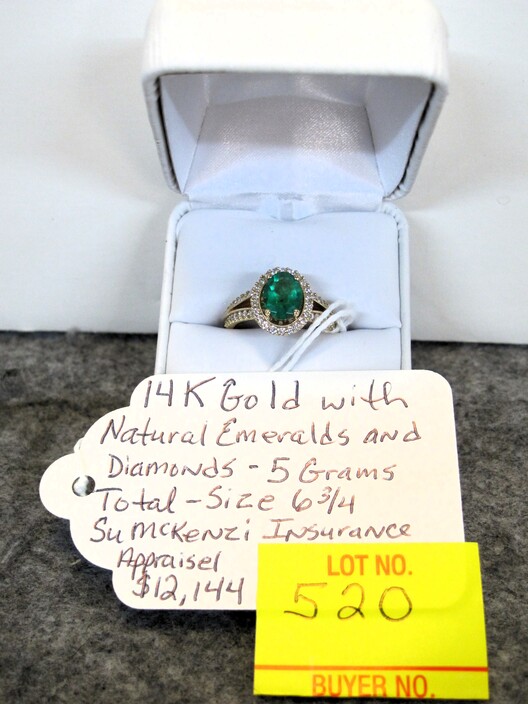 14K Gold with
Natural Emeralds and
Diamonds - 5 Grams
Total - Size 6 3/4
Su McKenzi Insurance
Appraisel
$12,144
LOT NO.
520
BUYER NO.